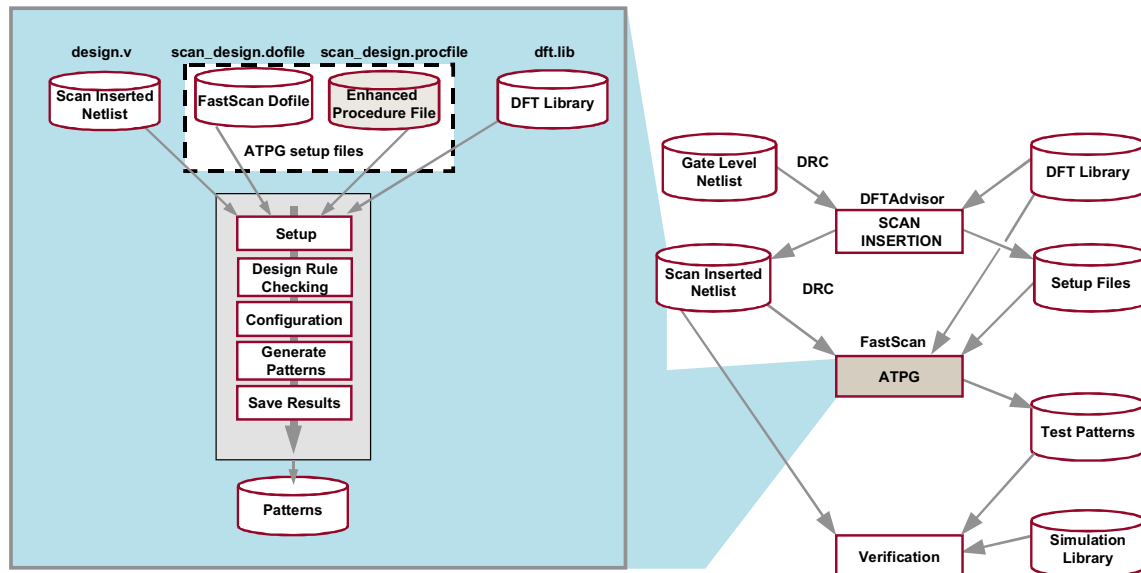 design.v
scan_design.dofile
scan_design.procfile
dft.lib
Scan Inserted
Netlist
FastScan Dofile
Enhanced
Procedure File
DFT Library
ATPG setup files
Setup
Design Rule
Checking
Configuration
Generate
Patterns
Save Results
Patterns
Gate Level
Netlist
DRC
DFT Library
DFTAdvisor
SCAN
INSERTION
Scan Inserted
Netlist
DRC
Setup Files
FastScan
ATPG
Test Patterns
Verification
Simulation
Library